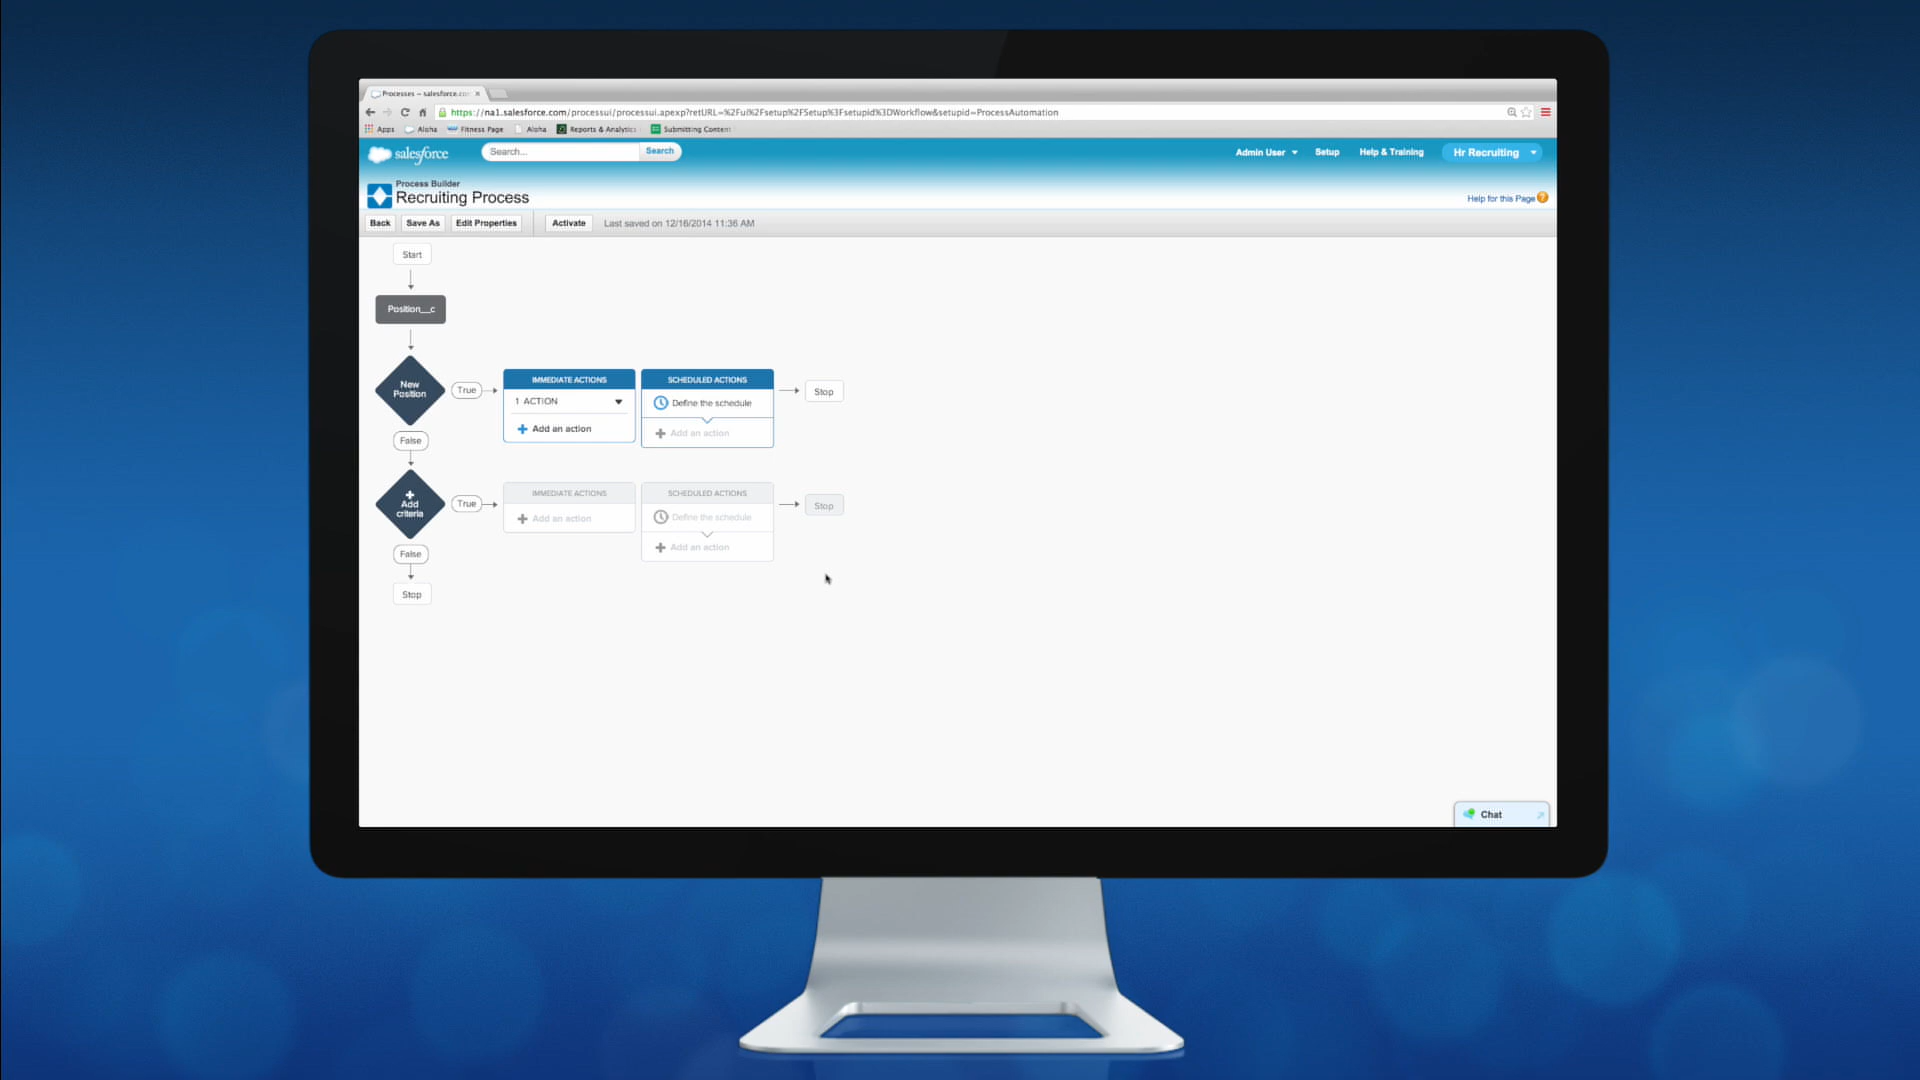 Processes ~ salesforce.co
https://na1.salesforce.com/processui/processui.apexp?retURL=%2Fui%2Fsetup%2FSetup%3Fsetupid%3DWorkflow&setupid=ProcessAutomation
Apps Aloha Fitness Page Aloha Reports & Analytics Submitting Content
salesforce Search... Search Admin User Setup Help & Training Hr Recruiting
Process Builder
Recruiting Process
Help for this Page ?
Back Save As Edit Properties Activate Last saved on 12/16/2014 11:36 AM
Start
Position__c
New
Position
True
IMMEDIATE ACTIONS
1 ACTION
Add an action
SCHEDULED ACTIONS
Define the schedule
Add an action
Stop
False
Add
criteria
True
IMMEDIATE ACTIONS
Add an action
SCHEDULED ACTIONS
Define the schedule
Add an action
Stop
False
Stop
Chat